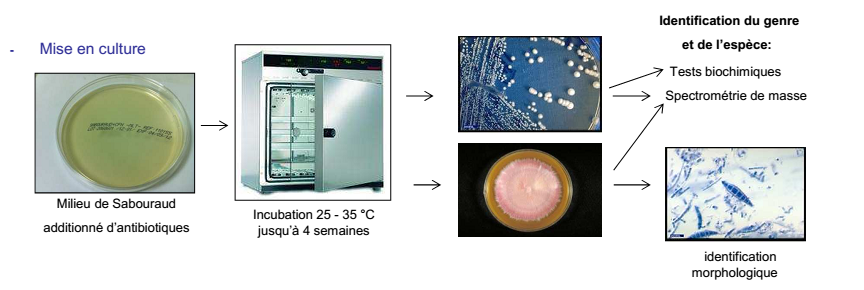 - Mise en culture
Milieu de Sabouraud
additionné d’antibiotiques
Incubation 25 - 35 °C
jusqu’à 4 semaines
Identification du genre
et de l’espèce:
Tests biochimiques
Spectrométrie de masse
identification
morphologique